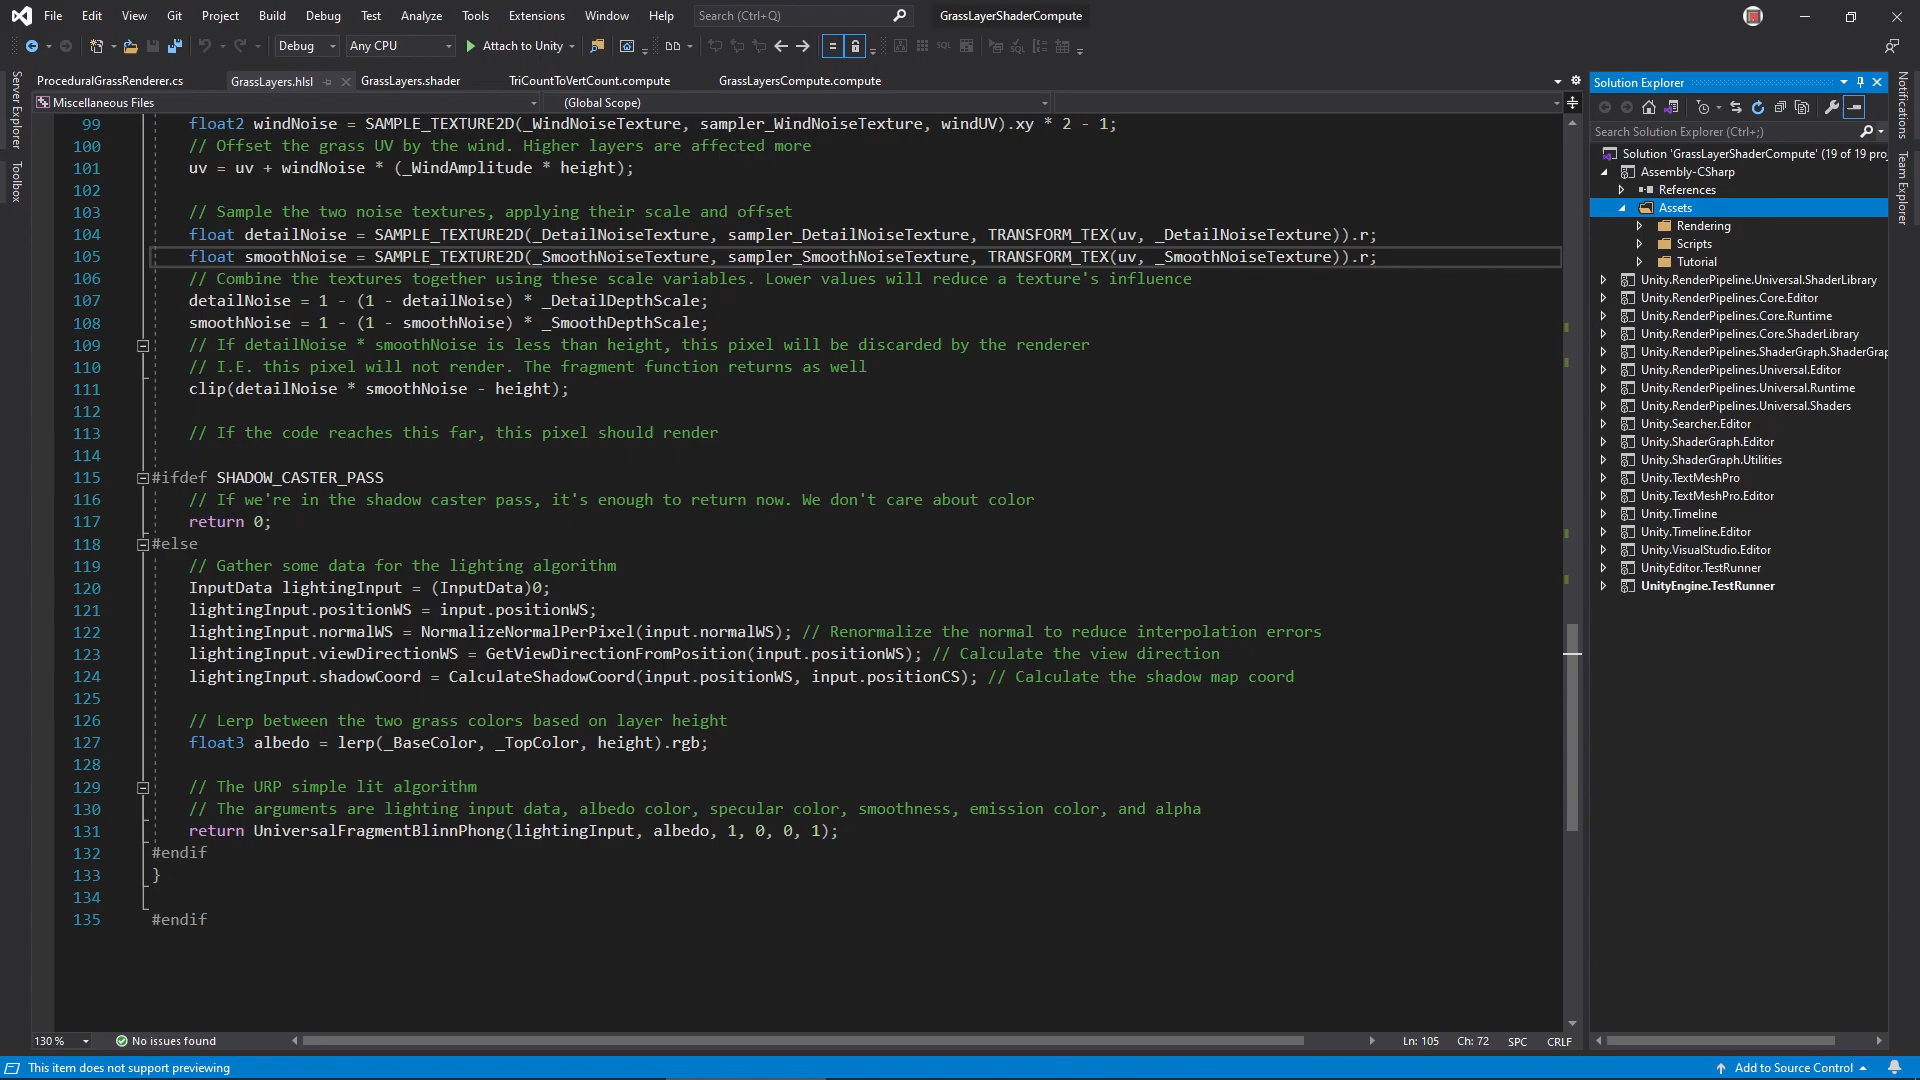 File Edit View Git Project Build Debug Test Analyze Tools Extensions Window Help Search (Ctrl+Q) GrassLayerShaderCompute
Debug Any CPU Attach to Unity
ProceduralGrassRenderer.cs GrassLayers.hlsl GrassLayers.shader TriCountToVertCount.compute GrassLayersCompute.compute
Miscellaneous Files (Global Scope)
Server Explorer
Toolbox
99 float2 windNoise = SAMPLE_TEXTURE2D(_WindNoiseTexture, sampler_WindNoiseTexture, windUV).xy * 2 - 1;
100 // Offset the grass UV by the wind. Higher layers are affected more
101 uv = uv + windNoise * (_WindAmplitude * height);
102
103 // Sample the two noise textures, applying their scale and offset
104 float detailNoise = SAMPLE_TEXTURE2D(_DetailNoiseTexture, sampler_DetailNoiseTexture, TRANSFORM_TEX(uv, _DetailNoiseTexture)).r;
105 float smoothNoise = SAMPLE_TEXTURE2D(_SmoothNoiseTexture, sampler_SmoothNoiseTexture, TRANSFORM_TEX(uv, _SmoothNoiseTexture)).r;
106 // Combine the textures together using these scale variables. Lower values will reduce a texture's influence
107 detailNoise = 1 - (1 - detailNoise) * _DetailDepthScale;
108 smoothNoise = 1 - (1 - smoothNoise) * _SmoothDepthScale;
109 // If detailNoise * smoothNoise is less than height, this pixel will be discarded by the renderer
110 // I.E. this pixel will not render. The fragment function returns as well
111 clip(detailNoise * smoothNoise - height);
112
113 // If the code reaches this far, this pixel should render
114
115 #ifdef SHADOW_CASTER_PASS
116 // If we're in the shadow caster pass, it's enough to return now. We don't care about color
117 return 0;
118 #else
119 // Gather some data for the lighting algorithm
120 InputData lightingInput = (InputData)0;
121 lightingInput.positionWS = input.positionWS;
122 lightingInput.normalWS = NormalizeNormalPerPixel(input.normalWS); // Renormalize the normal to reduce interpolation errors
123 lightingInput.viewDirectionWS = GetViewDirectionFromPosition(input.positionWS); // Calculate the view direction
124 lightingInput.shadowCoord = CalculateShadowCoord(input.positionWS, input.positionCS); // Calculate the shadow map coord
125
126 // Lerp between the two grass colors based on layer height
127 float3 albedo = lerp(_BaseColor, _TopColor, height).rgb;
128
129 // The URP simple lit algorithm
130 // The arguments are lighting input data, albedo color, specular color, smoothness, emission color, and alpha
131 return UniversalFragmentBlinnPhong(lightingInput, albedo, 1, 0, 0, 1);
132 #endif
133 }
134
135 #endif
Solution Explorer
Search Solution Explorer (Ctrl+;)
Solution 'GrassLayerShaderCompute' (19 of 19 proj
Assembly-CSharp
References
Assets
Rendering
Scripts
Tutorial
Unity.RenderPipeline.Universal.ShaderLibrary
Unity.RenderPipelines.Core.Editor
Unity.RenderPipelines.Core.Runtime
Unity.RenderPipelines.Core.ShaderLibrary
Unity.RenderPipelines.ShaderGraph.ShaderGrap
Unity.RenderPipelines.Universal.Editor
Unity.RenderPipelines.Universal.Runtime
Unity.RenderPipelines.Universal.Shaders
Unity.Searcher.Editor
Unity.ShaderGraph.Editor
Unity.ShaderGraph.Utilities
Unity.TextMeshPro
Unity.TextMeshPro.Editor
Unity.Timeline
Unity.Timeline.Editor
Unity.VisualStudio.Editor
UnityEditor.TestRunner
UnityEngine.TestRunner
Notifications
Team Explorer
130 % No issues found Ln: 105 Ch: 72 SPC CRLF
This item does not support previewing Add to Source Control